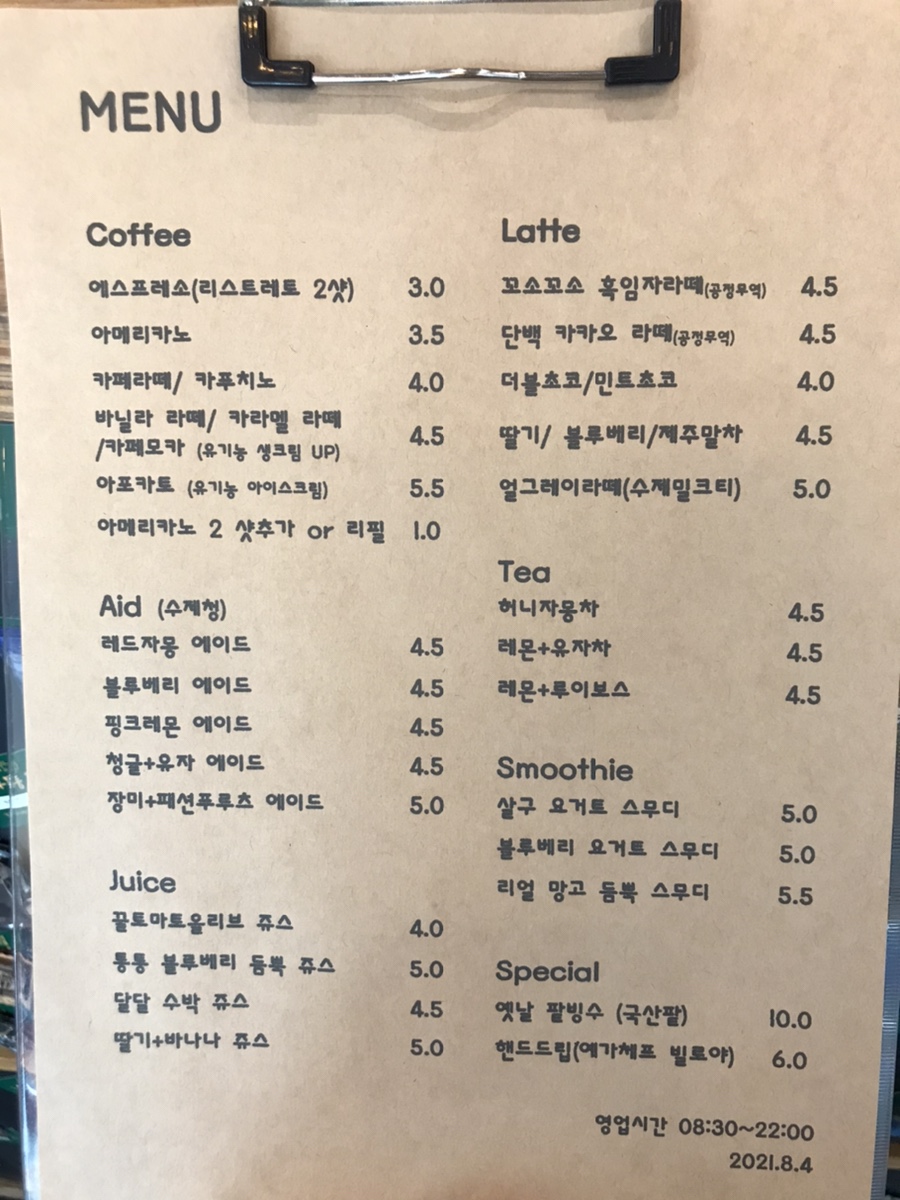 MENU
Coffee
에스프레소(리스트레토 2샷) 3.0
아메리카노 3.5
카페라떼/ 카푸치노 4.0
바닐라 라떼/ 카라멜 라떼
/카페모카 (유기농 생크림 UP) 4.5
아포카토 (유기농 아이스크림) 5.5
아메리카노 2 샷추가 or 리필 1.0
Aid (수제청)
레드자몽 에이드 4.5
블루베리 에이드 4.5
핑크레몬 에이드 4.5
청귤+유자 에이드 4.5
장미+패션푸루츠 에이드 5.0
Juice
꿀토마토올리브 쥬스 4.0
통통 블루베리 듬뿍 쥬스 5.0
달달 수박 쥬스 4.5
딸기+바나나 쥬스 5.0
Latte
꼬소꼬소 흑임자라떼(공정무역) 4.5
단백 카카오 라떼(공정무역) 4.5
더블초코/민트초코 4.0
딸기/ 블루베리/제주말차 4.5
얼그레이라떼(수제밀크티) 5.0
Tea
허니자몽차 4.5
레몬+유자차 4.5
레몬+루이보스 4.5
Smoothie
살구 요거트 스무디 5.0
블루베리 요거트 스무디 5.0
리얼 망고 듬뿍 스무디 5.5
Special
옛날 팥빙수 (국산팥) 10.0
핸드드립(예가체프 빌로야) 6.0
영업시간 08:30~22:00
2021.8.4